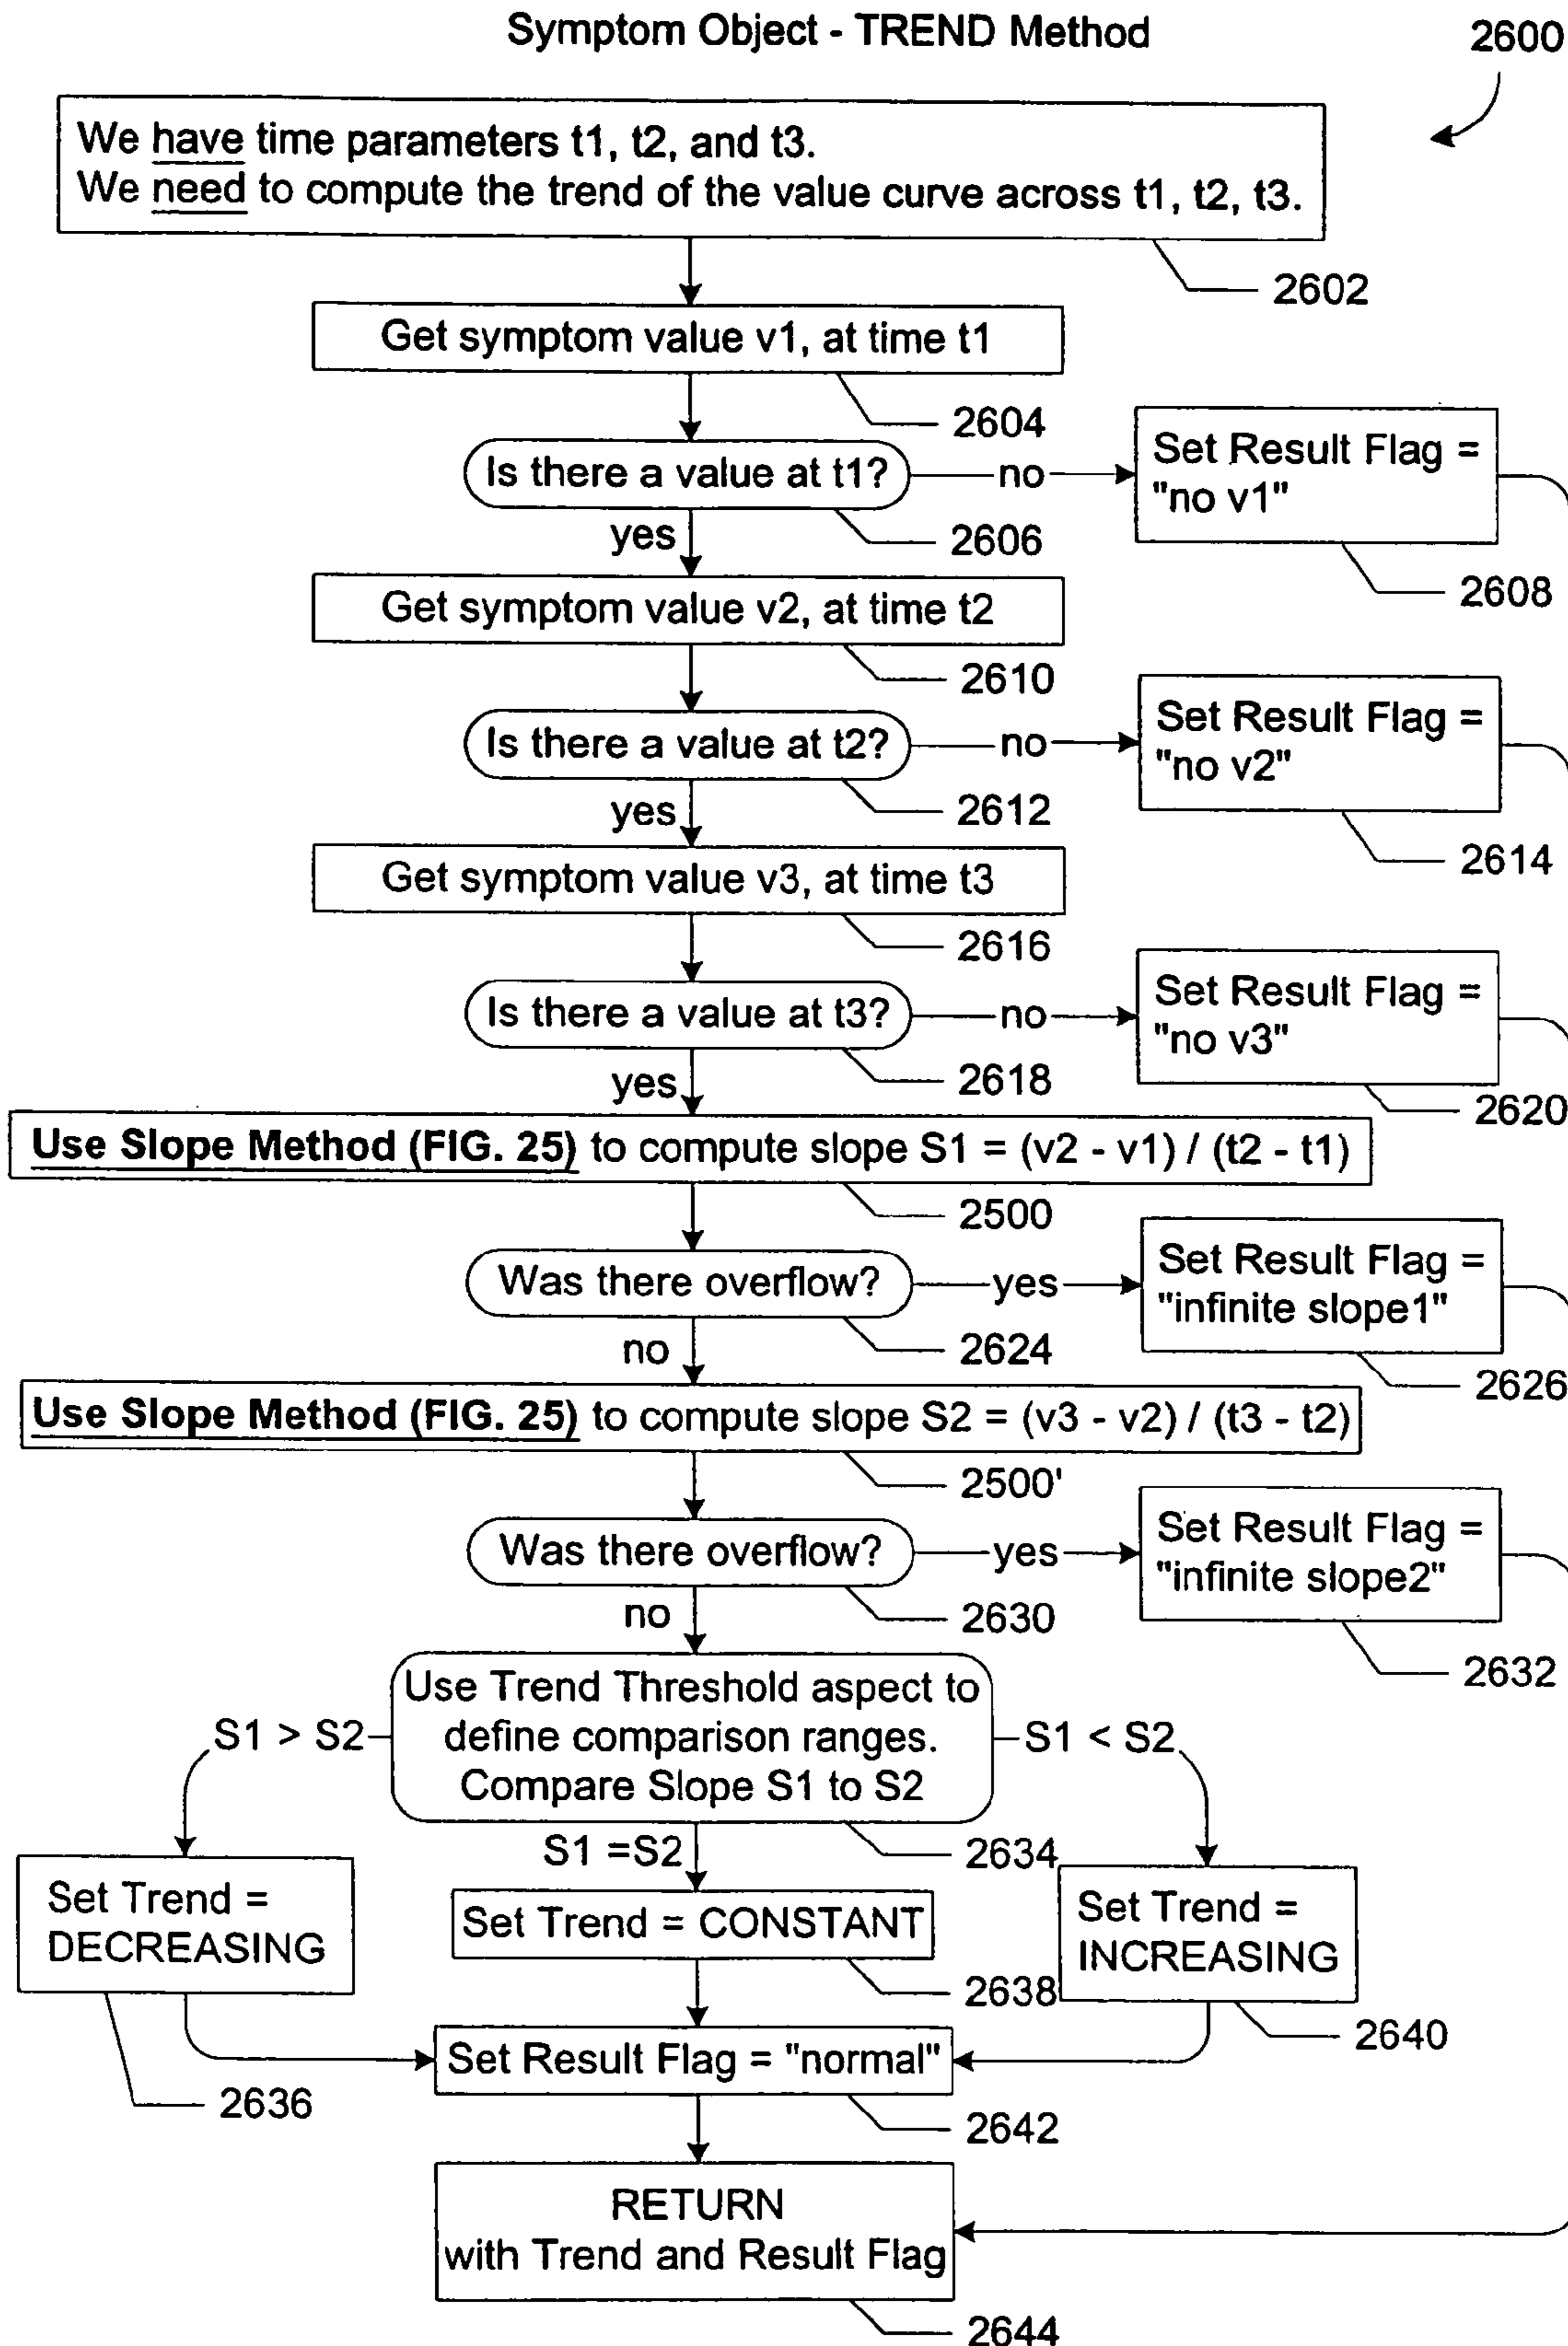 Symptom Object - TREND Method
2600
We have time parameters t1, t2, and t3.
We need to compute the trend of the value curve across t1, t2, t3.
2602
Get symptom value v1, at time t1
2604
Is there a value at t1?
no
Set Result Flag =
"no v1"
2606
2608
yes
Get symptom value v2, at time t2
2610
Is there a value at t2?
no
Set Result Flag =
"no v2"
2612
2614
yes
Get symptom value v3, at time t3
2616
Is there a value at t3?
no
Set Result Flag =
"no v3"
2618
2620
yes
Use Slope Method (FIG. 25) to compute slope S1 = (v2 - v1) / (t2 - t1)
2500
Was there overflow?
yes
Set Result Flag =
"infinite slope1"
2624
2626
no
Use Slope Method (FIG. 25) to compute slope S2 = (v3 - v2) / (t3 - t2)
2500'
Was there overflow?
yes
Set Result Flag =
"infinite slope2"
2630
2632
no
Use Trend Threshold aspect to
define comparison ranges.
Compare Slope S1 to S2
S1 > S2
S1 < S2
S1 =S2
2634
Set Trend =
DECREASING
Set Trend = CONSTANT
Set Trend =
INCREASING
2638
2640
2636
Set Result Flag = "normal"
2642
RETURN
with Trend and Result Flag
2644